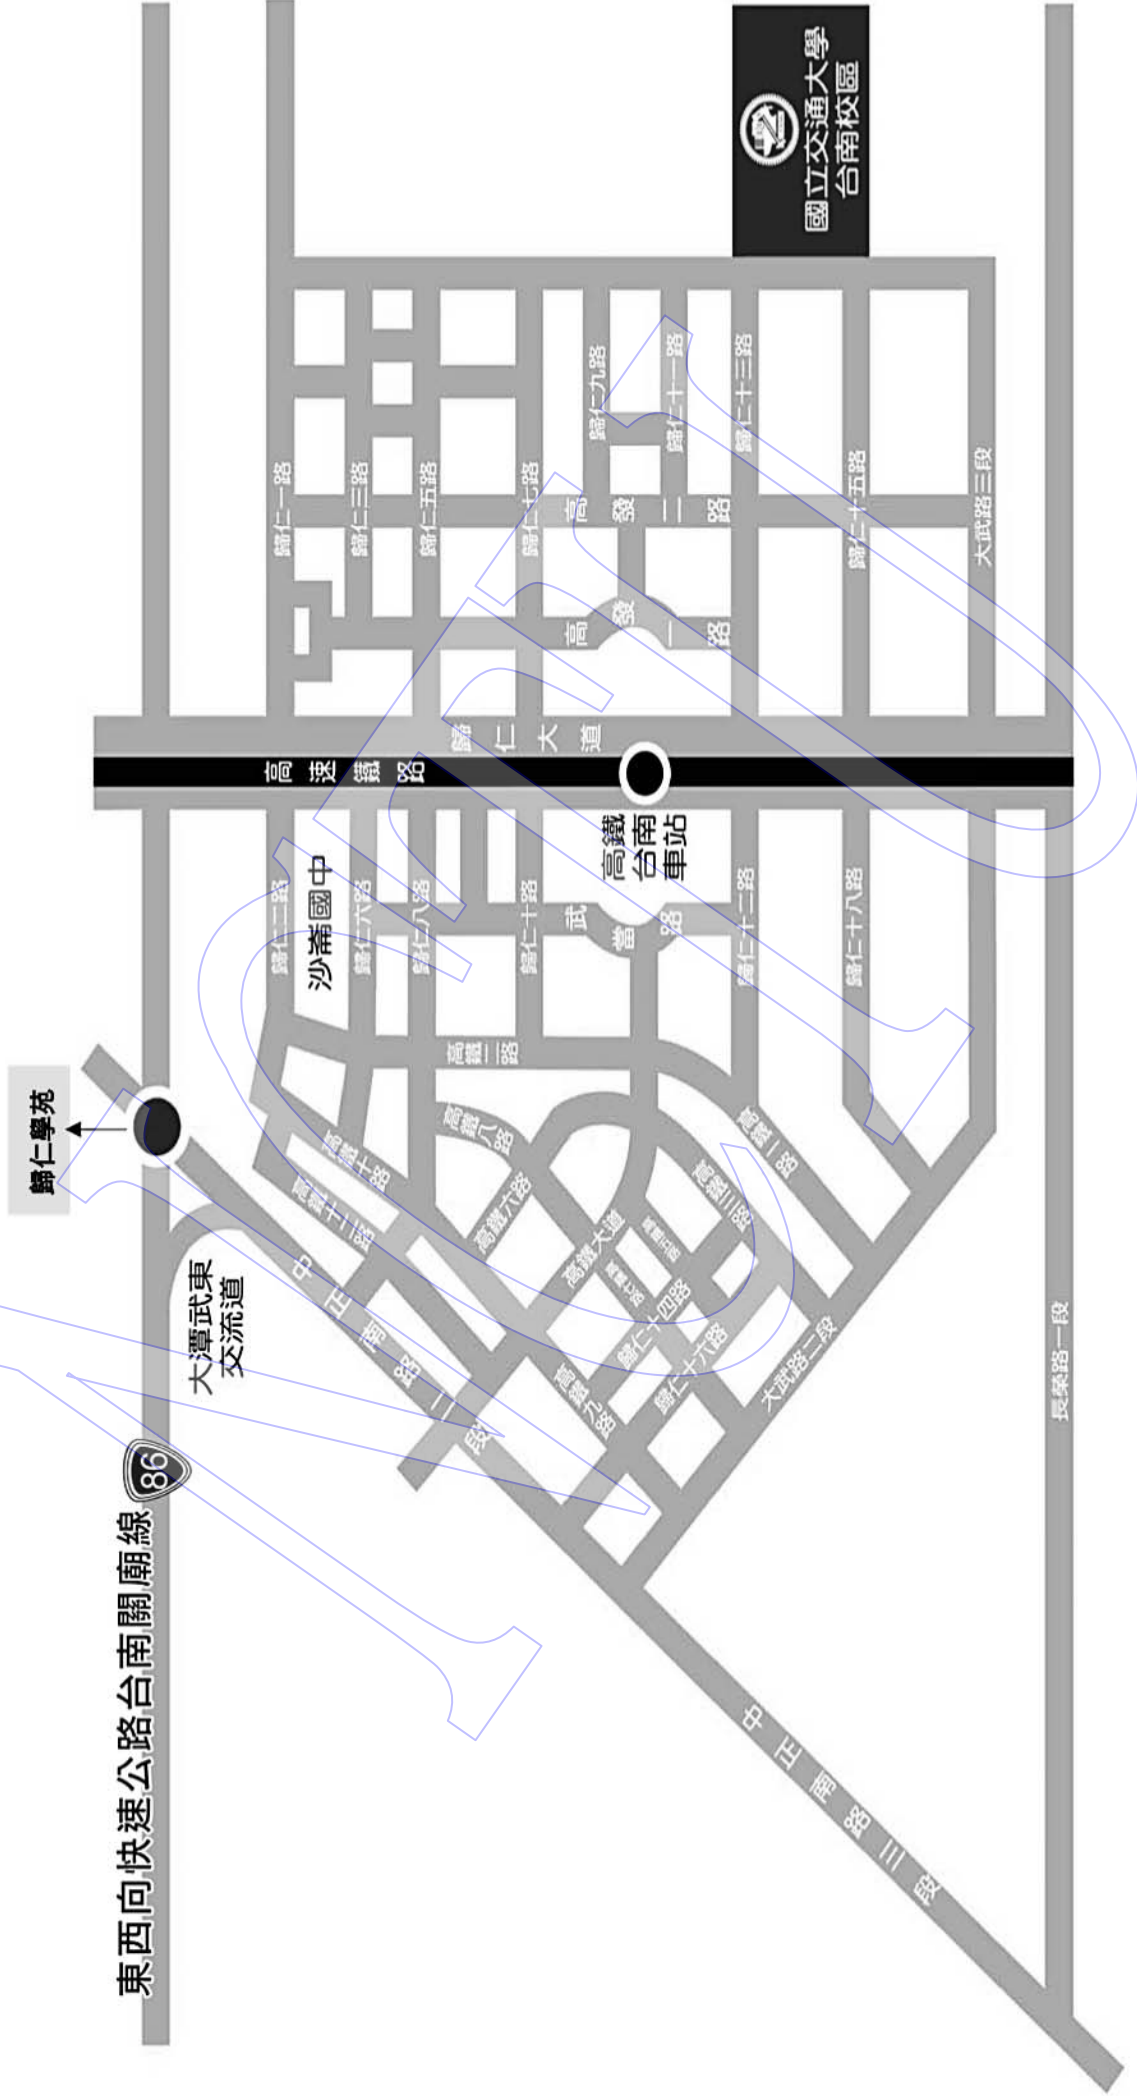 歸仁學苑
東西向快速公路台南關廟線
86
大潭武東
交流道
高速鐵路
歸仁大道
國立交通大學
台南校區
高鐵
台南
車站
沙崙國中
歸仁一路
歸仁三路
歸仁五路
歸仁七路
歸仁九路
歸仁十一路
歸仁十三路
歸仁十五路
大武路三段
高發二路
高發一路
歸仁二路
歸仁六路
歸仁八路
歸仁十路
歸仁十二路
歸仁十八路
武當路
高鐵二路
高鐵一路
高鐵三路
高鐵五路
高鐵七路
高鐵九路
高鐵八路
高鐵六路
高鐵十路
高鐵十二路
高鐵大道
歸仁十四路
歸仁十六路
大武路二段
中正南路二段
中正南路三段
長榮路一段